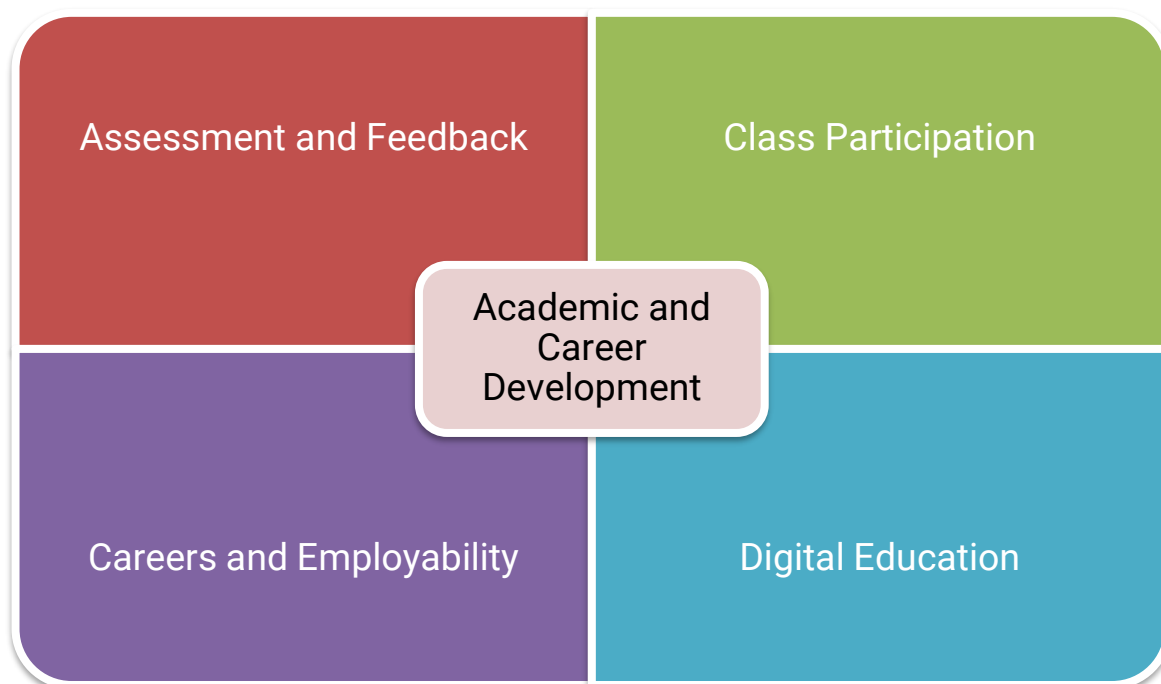 Assessment and Feedback
Class Participation
Academic and
Career
Development
Careers and Employability
Digital Education